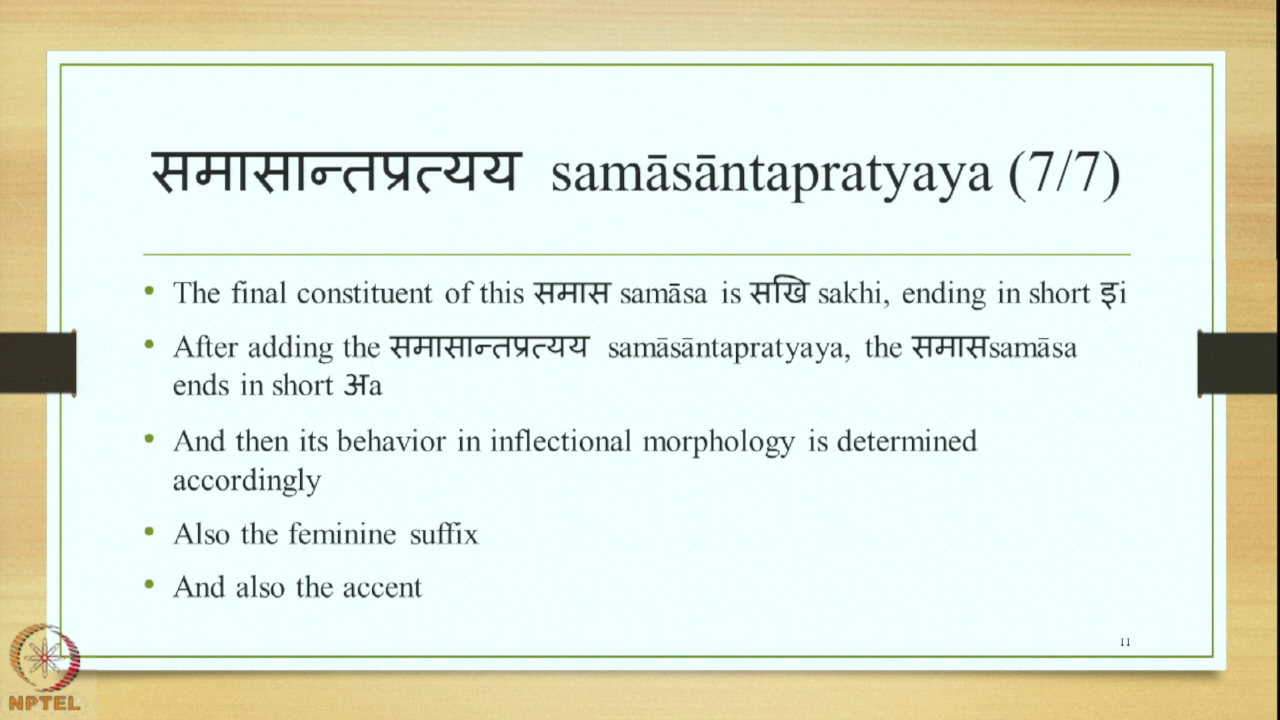 समासान्तप्रत्यय samāsāntapratyaya (7/7)
• The final constituent of this समास samāsa is सखि sakhi, ending in short इi
• After adding the समासान्तप्रत्यय samāsāntapratyaya, the समासsamāsa
ends in short अa
• And then its behavior in inflectional morphology is determined
accordingly
• Also the feminine suffix
• And also the accent
11
NPTEL